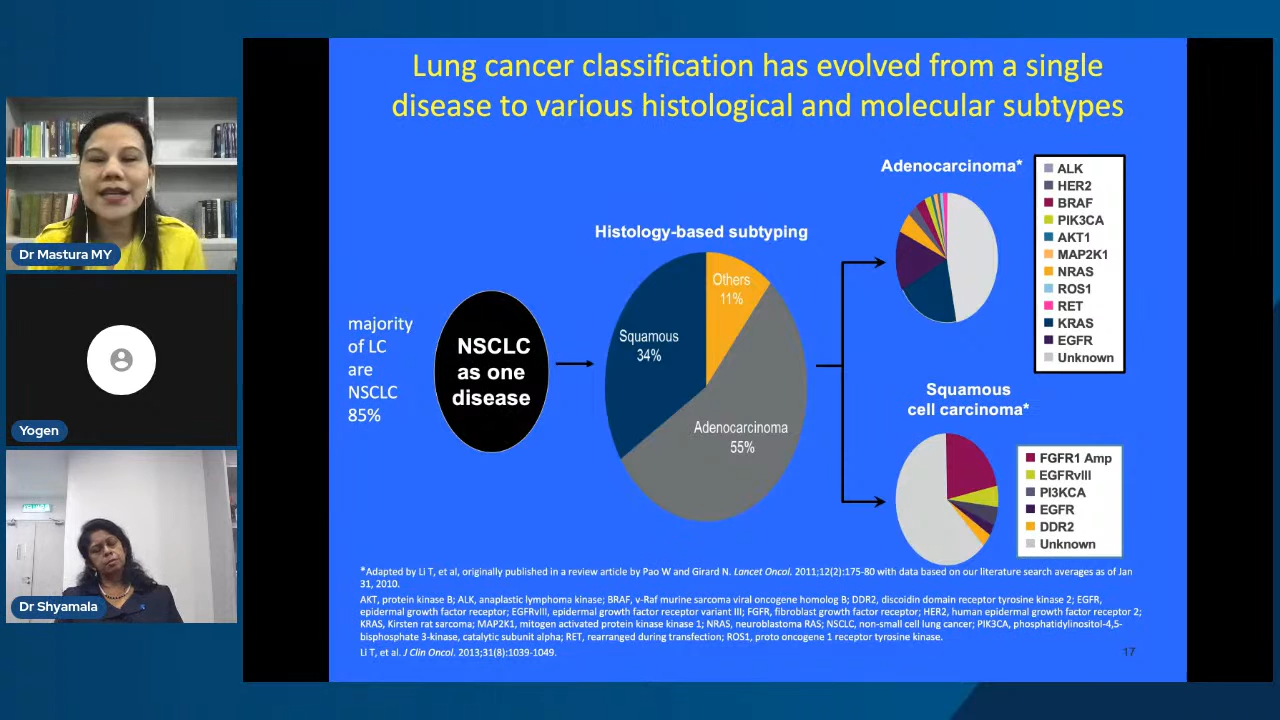 Lung cancer classification has evolved from a single
disease to various histological and molecular subtypes
Dr Mastura MY
Yogen
Dr Shyamala
majority
of LC
are
NSCLC
85%
NSCLC
as one
disease
Histology-based subtyping
Others
11%
Squamous
34%
Adenocarcinoma
55%
Adenocarcinoma*
ALK
HER2
BRAF
PIK3CA
AKT1
MAP2K1
NRAS
ROS1
RET
KRAS
EGFR
Unknown
Squamous
cell carcinoma*
FGFR1 Amp
EGFRvIII
PI3KCA
EGFR
DDR2
Unknown
*Adapted by Li T, et al, originally published in a review article by Pao W and Girard N. Lancet Oncol. 2011;12(2):175-80 with data based on our literature search averages as of Jan
31, 2010.
AKT, protein kinase B; ALK, anaplastic lymphoma kinase; BRAF, v-Raf murine sarcoma viral oncogene homolog B; DDR2, discoidin domain receptor tyrosine kinase 2; EGFR,
epidermal growth factor receptor; EGFRvIII, epidermal growth factor receptor variant III; FGFR, fibroblast growth factor receptor; HER2, human epidermal growth factor receptor 2;
KRAS, Kirsten rat sarcoma; MAP2K1, mitogen activated protein kinase kinase 1; NRAS, neuroblastoma RAS; NSCLC, non-small cell lung cancer; PIK3CA, phosphatidylinositol-4,5-
bisphosphate 3-kinase, catalytic subunit alpha; RET, rearranged during transfection; ROS1, proto oncogene 1 receptor tyrosine kinase.
Li T, et al. J Clin Oncol. 2013;31(8):1039-1049.
17